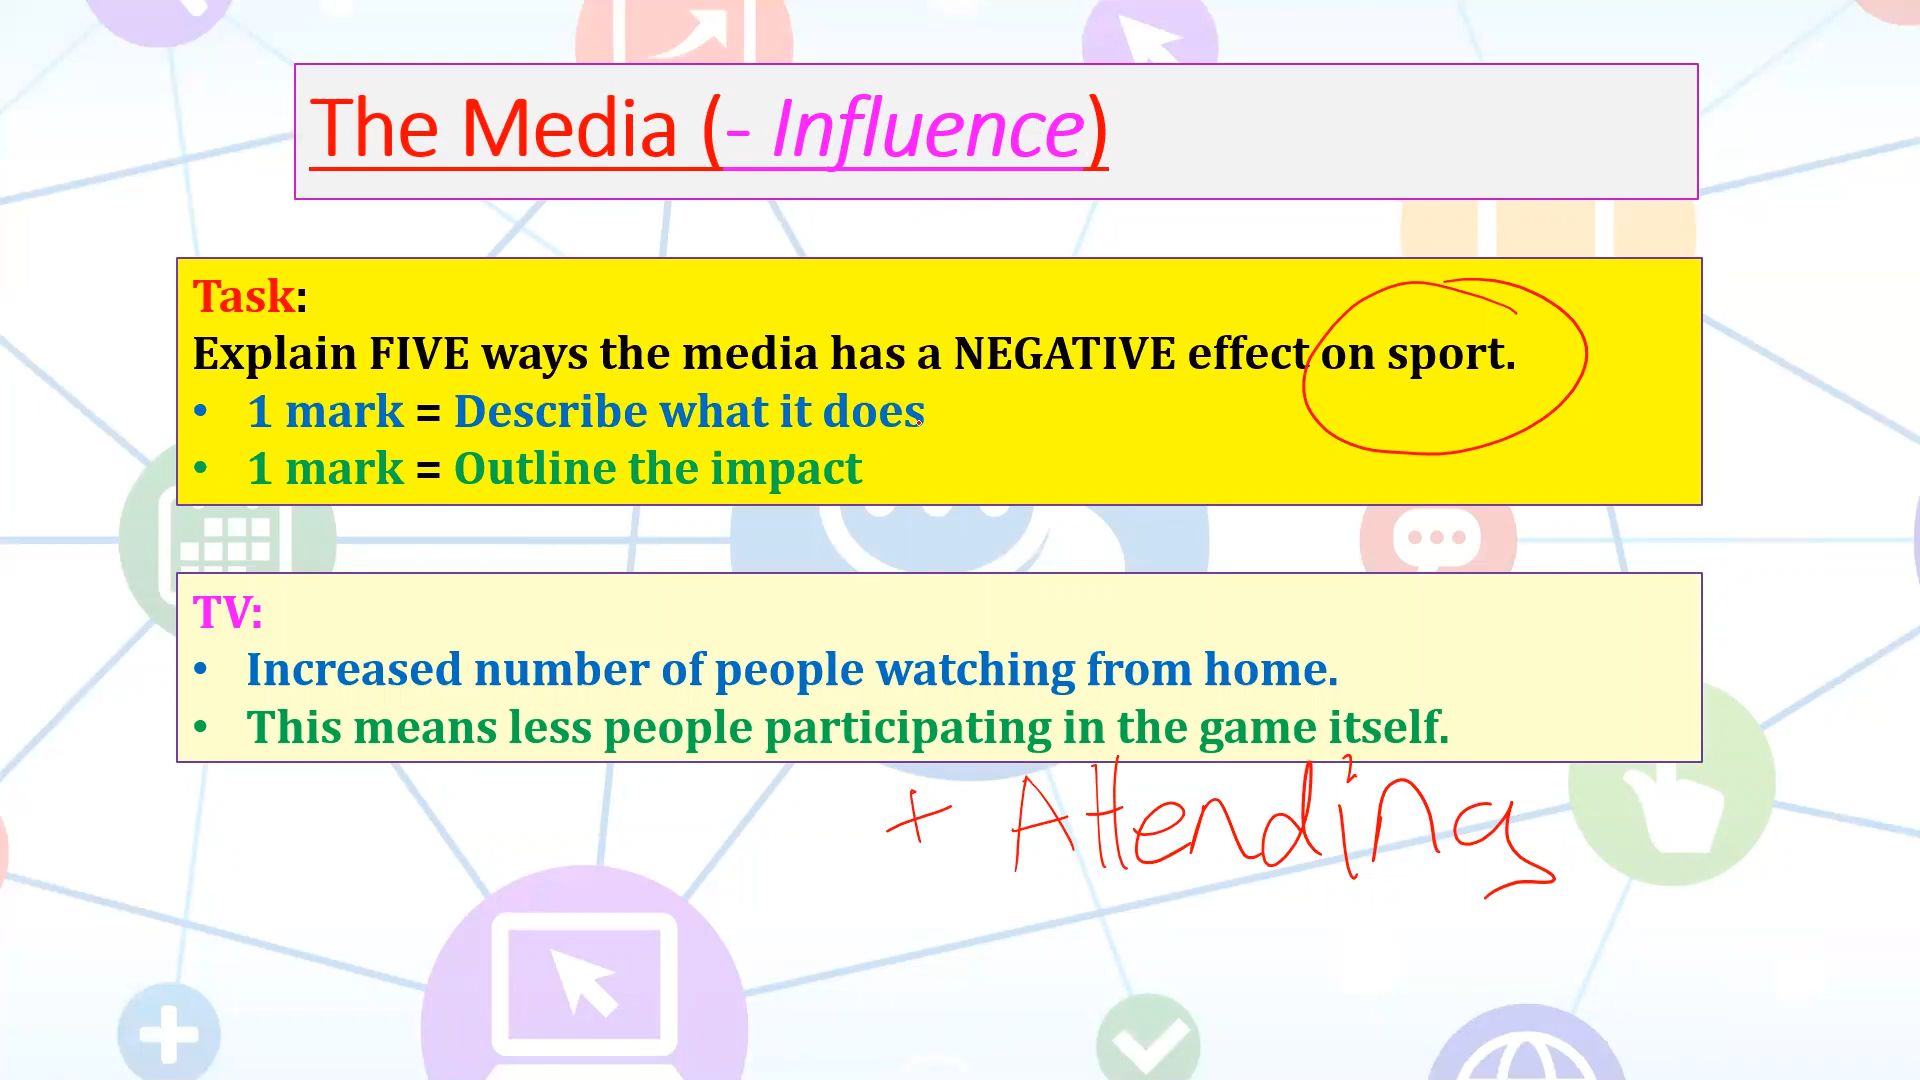 The Media (- Influence)
Task:
Explain FIVE ways the media has a NEGATIVE effect on sport.
• 1 mark = Describe what it does
• 1 mark = Outline the impact
TV:
• Increased number of people watching from home.
• This means less people participating in the game itself.
+ Attending